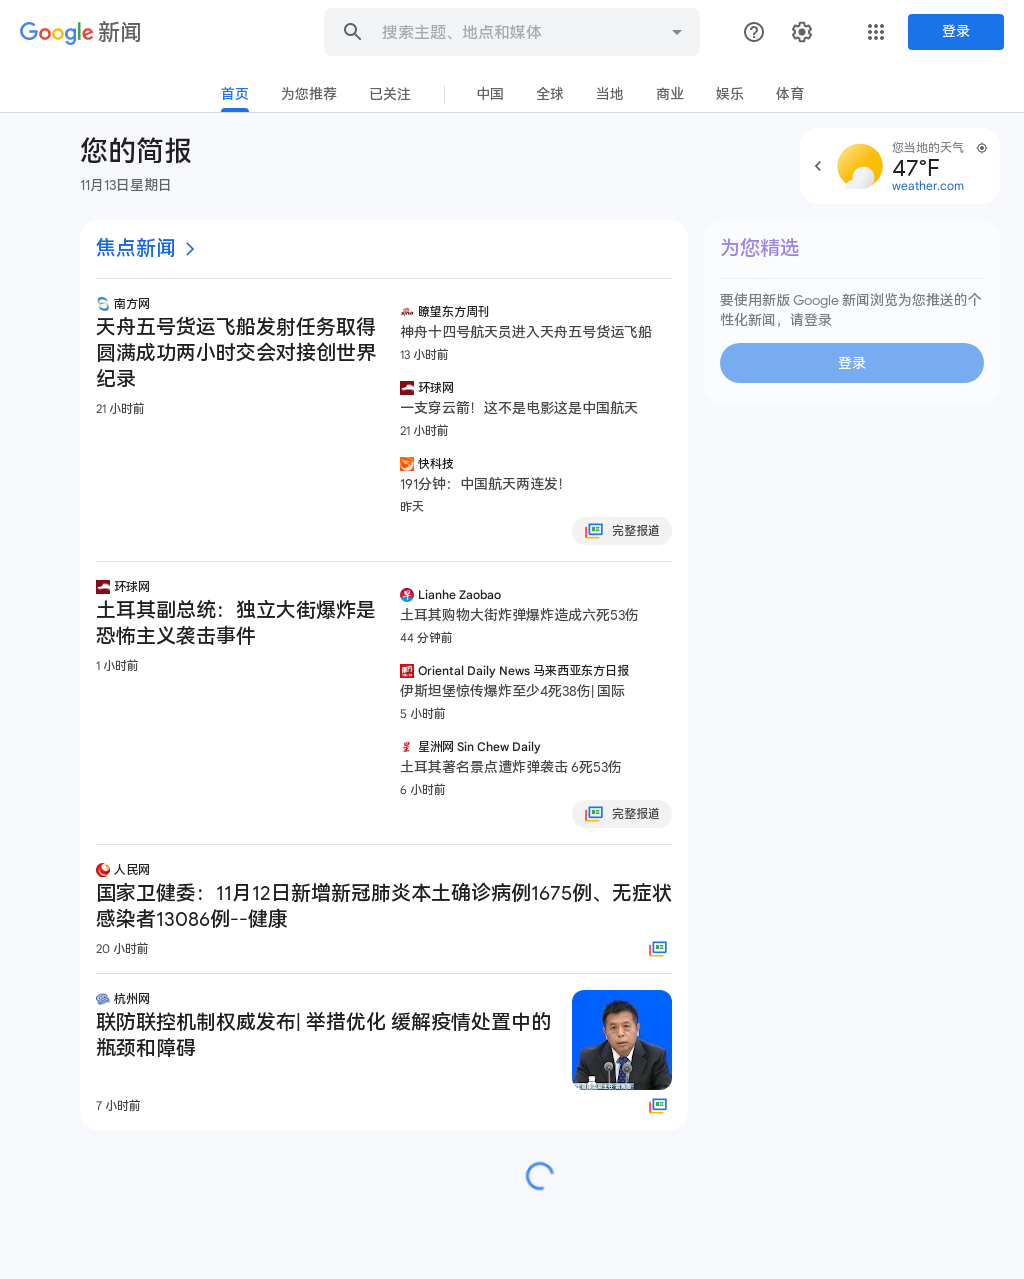 Google 新闻
搜索主题、地点和媒体
登录
首页 为您推荐 已关注 中国 全球 当地 商业 娱乐 体育
您的简报
11月13日星期日
您当地的天气
47°F
weather.com
焦点新闻
南方网
天舟五号货运飞船发射任务取得
圆满成功两小时交会对接创世界
纪录
21 小时前
瞭望东方周刊
神舟十四号航天员进入天舟五号货运飞船
13 小时前
环球网
一支穿云箭！这不是电影这是中国航天
21 小时前
快科技
191分钟：中国航天两连发！
昨天
完整报道
环球网
土耳其副总统：独立大街爆炸是
恐怖主义袭击事件
1 小时前
Lianhe Zaobao
土耳其购物大街炸弹爆炸造成六死53伤
44 分钟前
Oriental Daily News 马来西亚东方日报
伊斯坦堡惊传爆炸至少4死38伤| 国际
5 小时前
星洲网 Sin Chew Daily
土耳其著名景点遭炸弹袭击 6死53伤
6 小时前
完整报道
人民网
国家卫健委：11月12日新增新冠肺炎本土确诊病例1675例、无症状
感染者13086例--健康
20 小时前
杭州网
联防联控机制权威发布| 举措优化 缓解疫情处置中的
瓶颈和障碍
7 小时前
为您精选
要使用新版 Google 新闻浏览为您推送的个
性化新闻，请登录
登录